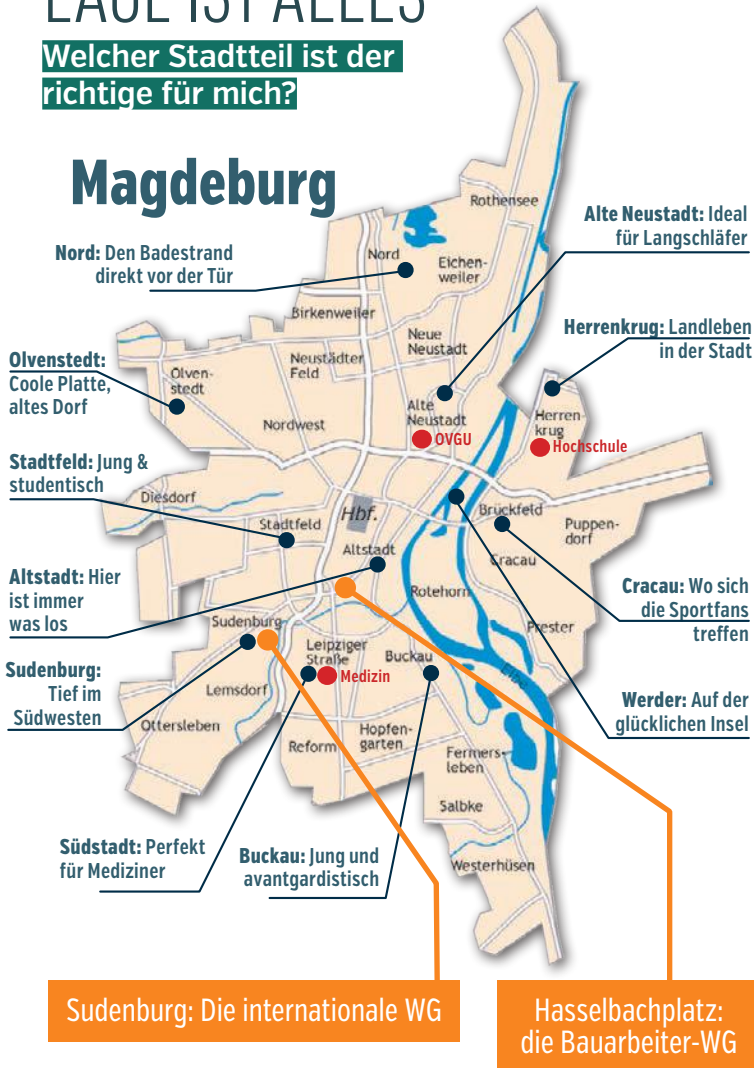 LAGE IST ALLES
Welcher Stadtteil ist der
richtige für mich?
Magdeburg
Rothensee
Alte Neustadt: Ideal
für Langschläfer
Nord: Den Badestrand
direkt vor der Tür
Nord
Eichen-
weiler
Birkenweiler
Herrenkrug: Landleben
in der Stadt
Neue
Neustadt
Olvenstedt:
Coole Platte,
altes Dorf
Olven-
stedt
Neustädter
Feld
Alte
Neustadt
OVGU
Herren-
krug
Hochschule
Nordwest
Stadtfeld: Jung &
studentisch
Diesdorf
Stadtfeld
Hbf.
Altstadt
Brückfeld
Puppen-
dorf
Cracau
Altstadt: Hier
ist immer
was los
Rotehorn
Cracau: Wo sich
die Sportfans
treffen
Sudenburg
Prester
Sudenburg:
Tief im
Südwesten
Leipziger
Straße
Medizin
Buckau
Elbe
Lemsdorf
Werder: Auf der
glücklichen Insel
Ottersleben
Reform
Hopfen-
garten
Fermers-
leben
Salbke
Westerhüsen
Südstadt: Perfekt
für Mediziner
Buckau: Jung und
avantgardistisch
Sudenburg: Die internationale WG
Hasselbachplatz:
die Bauarbeiter-WG